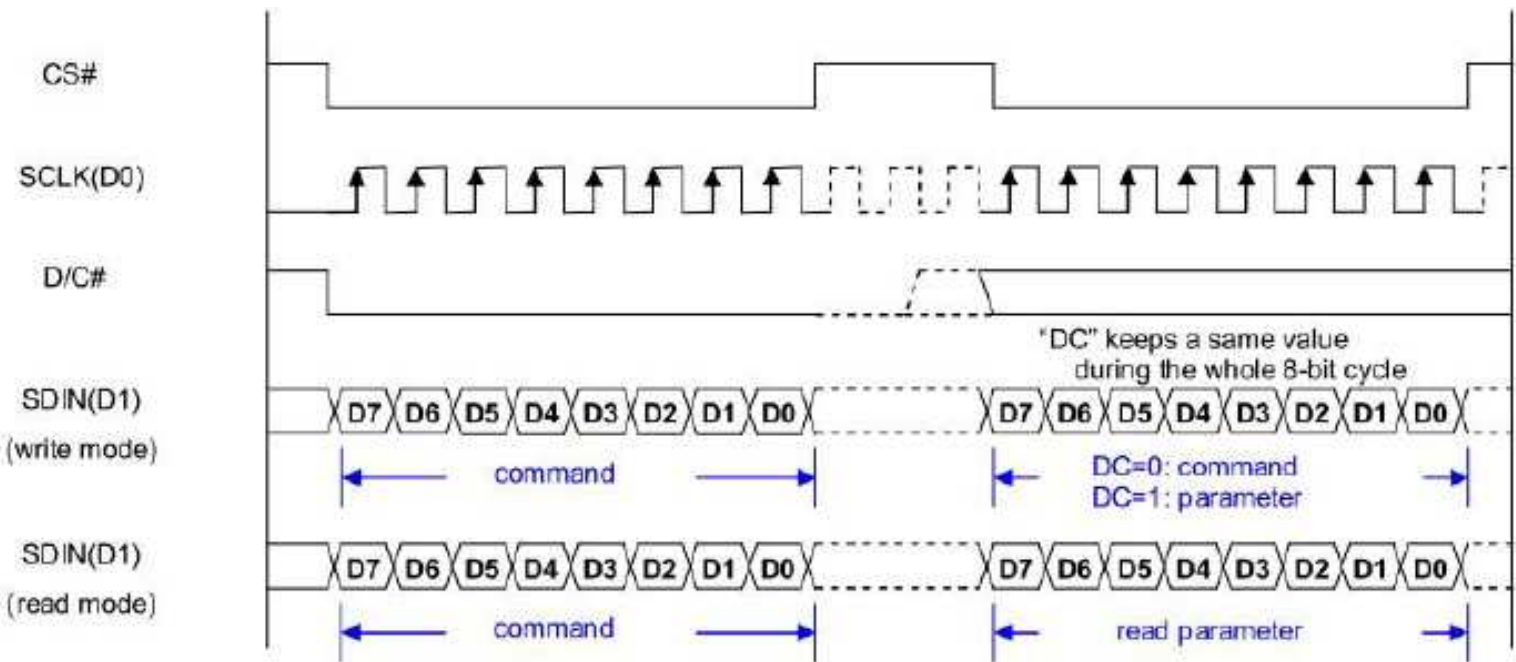 CS#
SCLK(D0)
D/C#
"DC" keeps a same value
during the whole 8-bit cycle
SDIN(D1)
(write mode)
D7 D6 D5 D4 D3 D2 D1 D0
D7 D6 D5 D4 D3 D2 D1 D0
command
DC=0: command
DC=1: parameter
SDIN(D1)
(read mode)
D7 D6 D5 D4 D3 D2 D1 D0
D7 D6 D5 D4 D3 D2 D1 D0
command
read parameter